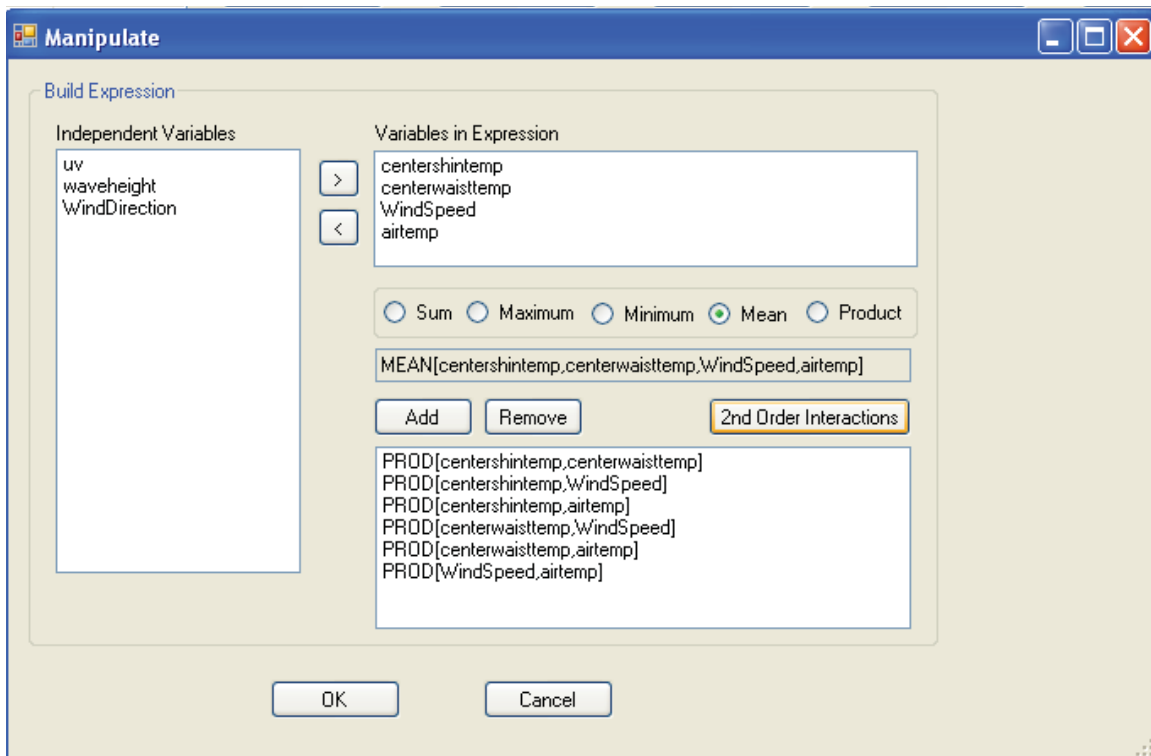 Manipulate
Build Expression
Independent Variables
uv
waveheight
WindDirection
>
<
Variables in Expression
centershintemp
centerwaisttemp
WindSpeed
airtemp
Sum Maximum Minimum Mean Product
MEAN[centershintemp,centerwaisttemp,WindSpeed,airtemp]
Add Remove 2nd Order Interactions
PROD[centershintemp,centerwaisttemp]
PROD[centershintemp,WindSpeed]
PROD[centershintemp,airtemp]
PROD[centerwaisttemp,WindSpeed]
PROD[centerwaisttemp,airtemp]
PROD[WindSpeed,airtemp]
OK Cancel